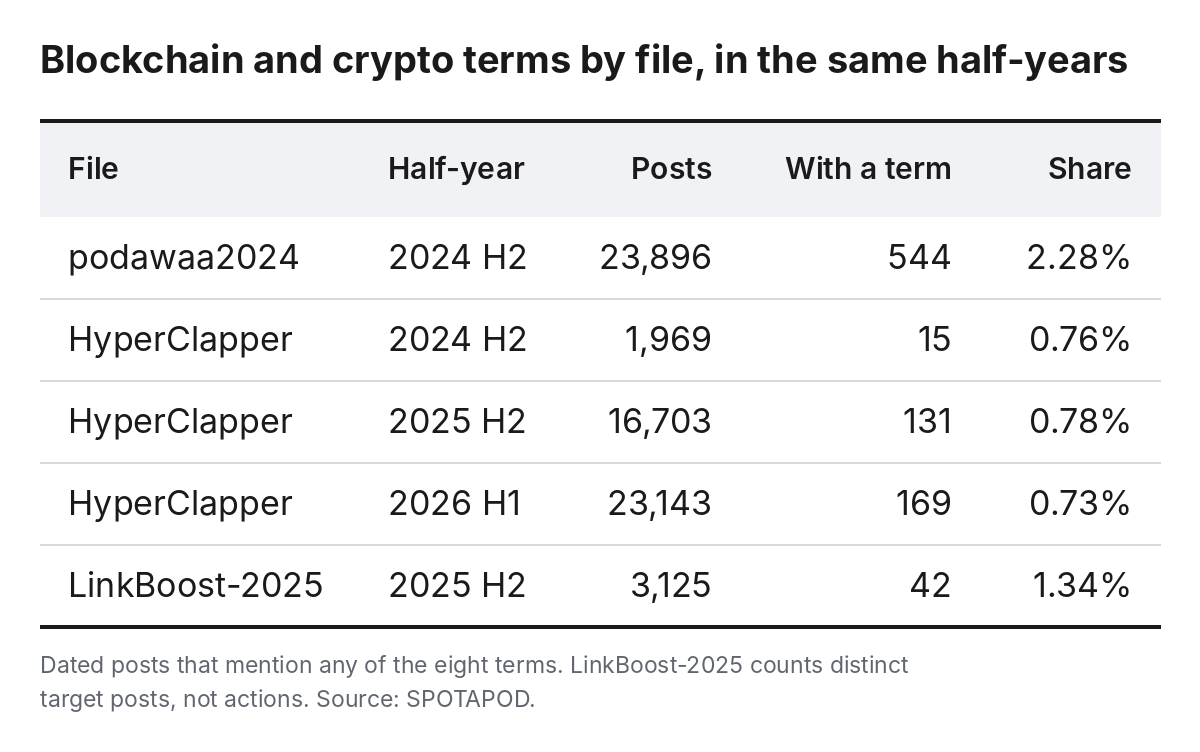 Blockchain and crypto terms by file, in the same half-years
File Half-year Posts With a term Share
podawaa2024 2024 H2 23,896 544 2.28%
HyperClapper 2024 H2 1,969 15 0.76%
HyperClapper 2025 H2 16,703 131 0.78%
HyperClapper 2026 H1 23,143 169 0.73%
LinkBoost-2025 2025 H2 3,125 42 1.34%
Dated posts that mention any of the eight terms. LinkBoost-2025 counts distinct
target posts, not actions. Source: SPOTAPOD.